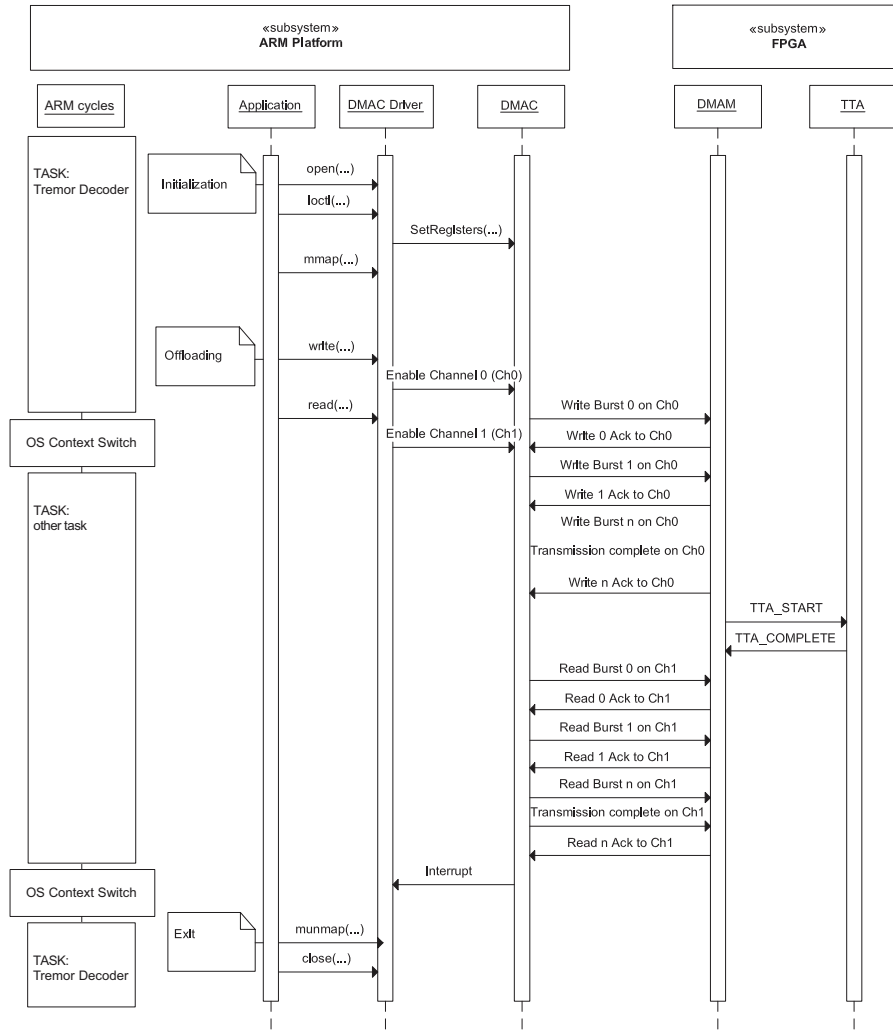 «subsystem»
ARM Platform
«subsystem»
FPGA
ARM cycles
Application
DMAC Driver
DMAC
DMAM
TTA
TASK:
Tremor Decoder
Initialization
open(...)
Ioctl(...)
SetRegisters(...)
mmap(...)
Offloading
write(...)
Enable Channel 0 (Ch0)
read(...)
Write Burst 0 on Ch0
OS Context Switch
Enable Channel 1 (Ch1)
Write 0 Ack to Ch0
Write Burst 1 on Ch0
TASK:
other task
Write 1 Ack to Ch0
Write Burst n on Ch0
Transmission complete on Ch0
Write n Ack to Ch0
TTA_START
TTA_COMPLETE
Read Burst 0 on Ch1
Read 0 Ack to Ch1
Read Burst 1 on Ch1
Read 1 Ack to Ch1
Read Burst n on Ch1
Transmission complete on Ch1
Read n Ack to Ch1
Interrupt
OS Context Switch
Exit
munmap(...)
TASK:
Tremor Decoder
close(...)